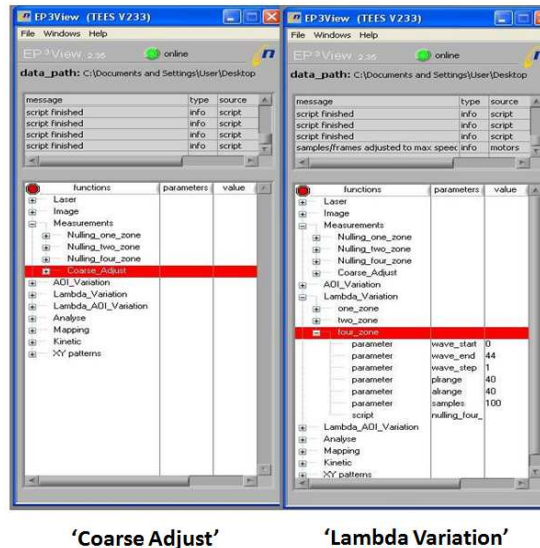 EP3View (TEES V233)
File Windows Help
EP³View 2.36 online
data_path: C:\Documents and Settings\User\Desktop
message type source
script finished info script
script finished info script
script finished info script
script finished info script
functions parameters value
Laser
Image
Measurements
Nulling_one_zone
Nulling_two_zone
Nulling_four_zone
Coarse_Adjust
AOI_Variation
Lambda_Variation
Lambda_AOI_Variation
Analyse
Mapping
Kinetic
XY patterns
'Coarse Adjust'
EP3View (TEES V233)
File Windows Help
EP³View 2.36 online
data_path: C:\Documents and Settings\User\Desktop
message type source
script finished info script
script finished info script
script finished info script
samples/frames adjusted to max speed info motors
functions parameters value
Laser
Image
Measurements
Nulling_one_zone
Nulling_two_zone
Nulling_four_zone
Coarse_Adjust
AOI_Variation
Lambda_Variation
one_zone
two_zone
four_zone
parameter wave_start 0
parameter wave_end 44
parameter wave_step 1
parameter plrange 40
parameter alrange 40
parameter samples 100
script nulling_four_
Lambda_AOI_Variation
Analyse
Mapping
Kinetic
XY patterns
'Lambda Variation'